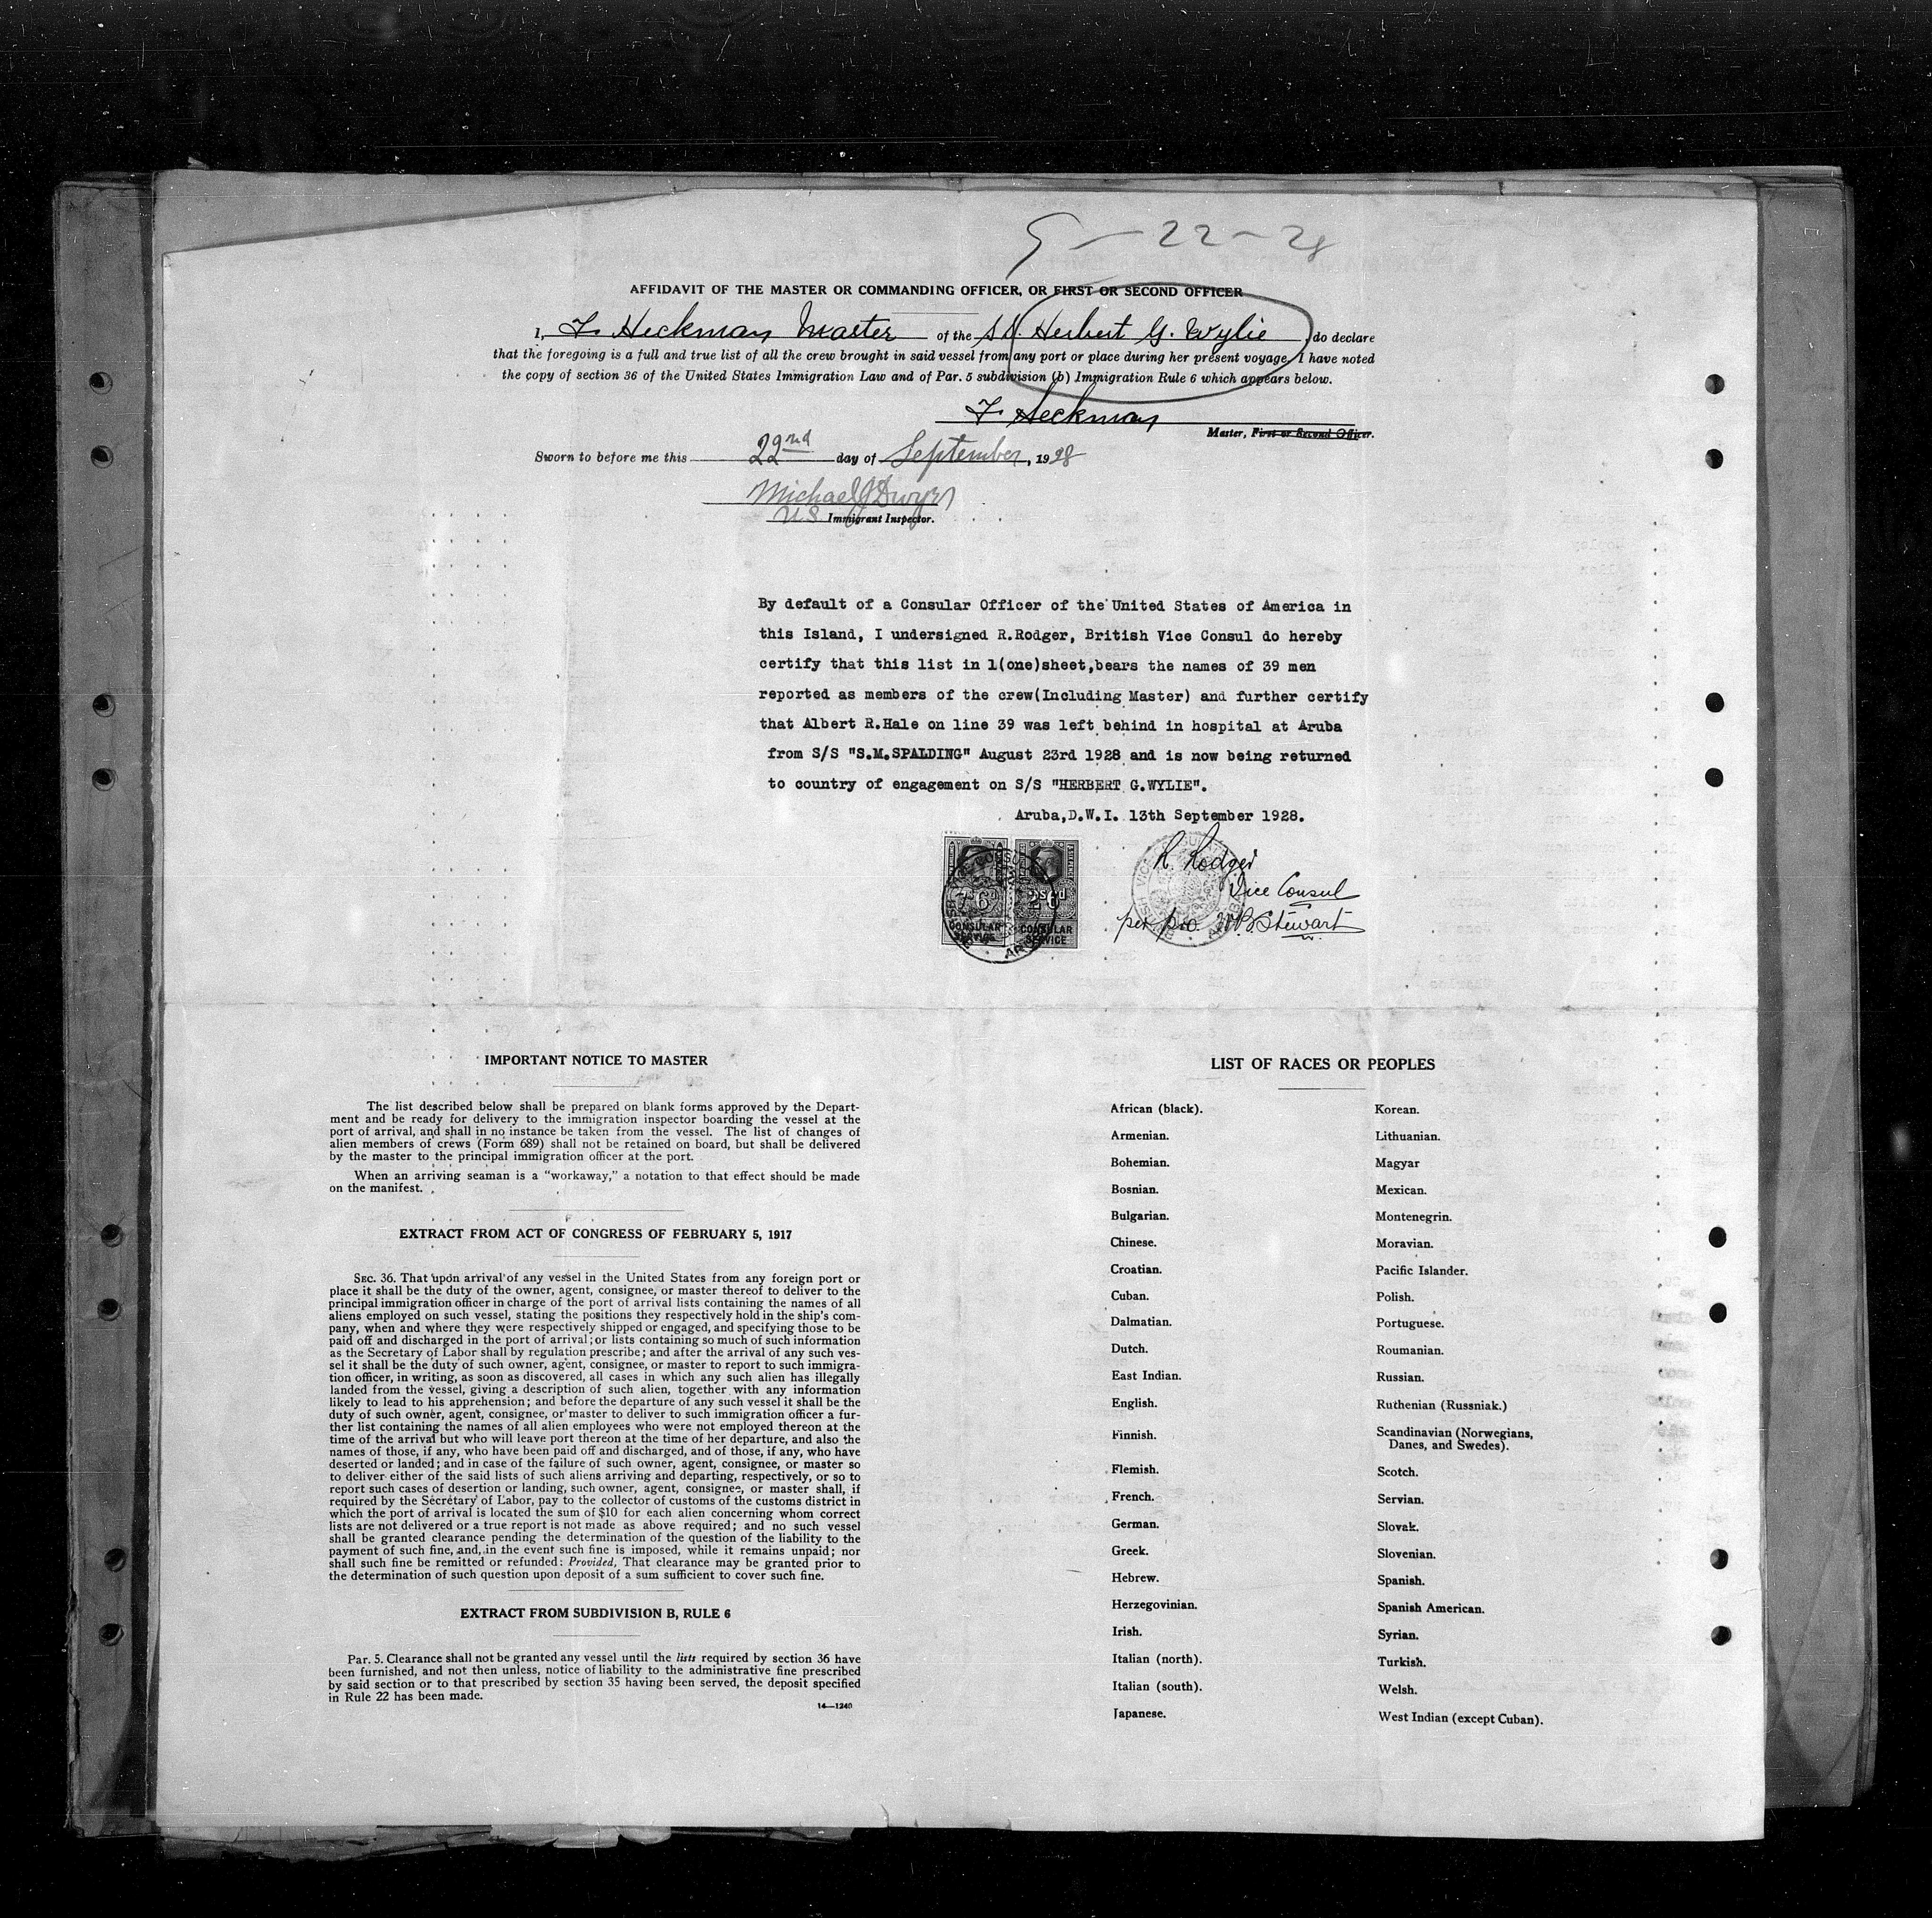 9-22-28
AFFIDAVIT OF THE MASTER OR COMMANDING OFFICER, OR FIRST OR SECOND OFFICER
I, F. Heckman Master of the SS. Herbert G. Wylie, do declare
that the foregoing is a full and true list of all the crew brought in said vessel from any port or place during her present voyage. I have noted
the copy of section 36 of the United States Immigration Law and of Par. 5 subdivision (b) Immigration Rule 6 which appears below.
F. Heckman
Master, First or Second Officer.
Sworn to before me this 22nd day of September, 1928
Michael J Dwyer
US Immigrant Inspector.
By default of a Consular Officer of the United States of America in
this Island, I undersigned R.Rodger, British Vice Consul do hereby
certify that this list in 1(one)sheet,bears the names of 39 men
reported as members of the crew(Including Master) and further certify
that Albert R.Hale on line 39 was left behind in hospital at Aruba
from S/S "S.M.SPALDING" August 23rd 1928 and is now being returned
to country of engagement on S/S "HERBERT G.WYLIE".
Aruba,D.W.I. 13th September 1928.
R. Rodger
Vice Consul
per pro Stewart
7s6d 2s6d
CONSULAR SERVICE CONSULAR SERVICE
IMPORTANT NOTICE TO MASTER
The list described below shall be prepared on blank forms approved by the Depart-
ment and be ready for delivery to the immigration inspector boarding the vessel at the
port of arrival, and shall in no instance be taken from the vessel. The list of changes of
alien members of crews (Form 689) shall not be retained on board, but shall be delivered
by the master to the principal immigration officer at the port.
When an arriving seaman is a "workaway," a notation to that effect should be made
on the manifest.
EXTRACT FROM ACT OF CONGRESS OF FEBRUARY 5, 1917
SEC. 36. That upon arrival of any vessel in the United States from any foreign port or
place it shall be the duty of the owner, agent, consignee, or master thereof to deliver to the
principal immigration officer in charge of the port of arrival lists containing the names of all
aliens employed on such vessel, stating the positions they respectively hold in the ship's com-
pany, when and where they were respectively shipped or engaged, and specifying those to be
paid off and discharged in the port of arrival; or lists containing so much of such information
as the Secretary of Labor shall by regulation prescribe; and after the arrival of any such ves-
sel it shall be the duty of such owner, agent, consignee, or master to report to such immigra-
tion officer, in writing, as soon as discovered, all cases in which any such alien has illegally
landed from the vessel, giving a description of such alien, together with any information
likely to lead to his apprehension; and before the departure of any such vessel it shall be the
duty of such owner, agent, consignee, or master to deliver to such immigration officer a fur-
ther list containing the names of all alien employees who were not employed thereon at the
time of the arrival but who will leave port thereon at the time of her departure, and also the
names of those, if any, who have been paid off and discharged, and of those, if any, who have
deserted or landed; and in case of the failure of such owner, agent, consignee, or master so
to deliver either of the said lists of such aliens arriving and departing, respectively, or so to
report such cases of desertion or landing, such owner, agent, consignee, or master shall, if
required by the Secretary of Labor, pay to the collector of customs of the customs district in
which the port of arrival is located the sum of $10 for each alien concerning whom correct
lists are not delivered or a true report is not made as above required; and no such vessel
shall be granted clearance pending the determination of the question of the liability to the
payment of such fine, and, in the event such fine is imposed, while it remains unpaid; nor
shall such fine be remitted or refunded: Provided, That clearance may be granted prior to
the determination of such question upon deposit of a sum sufficient to cover such fine.
EXTRACT FROM SUBDIVISION B, RULE 6
Par. 5. Clearance shall not be granted any vessel until the lists required by section 36 have
been furnished, and not then unless, notice of liability to the administrative fine prescribed
by said section or to that prescribed by section 35 having been served, the deposit specified
in Rule 22 has been made.
14—1240
LIST OF RACES OR PEOPLES
African (black).
Armenian.
Bohemian.
Bosnian.
Bulgarian.
Chinese.
Croatian.
Cuban.
Dalmatian.
Dutch.
East Indian.
English.
Finnish.
Flemish.
French.
German.
Greek.
Hebrew.
Herzegovinian.
Irish.
Italian (north).
Italian (south).
Japanese.
Korean.
Lithuanian.
Magyar
Mexican.
Montenegrin.
Moravian.
Pacific Islander.
Polish.
Portuguese.
Roumanian.
Russian.
Ruthenian (Russniak.)
Scandinavian (Norwegians,
Danes, and Swedes).
Scotch.
Servian.
Slovak.
Slovenian.
Spanish.
Spanish American.
Syrian.
Turkish.
Welsh.
West Indian (except Cuban).